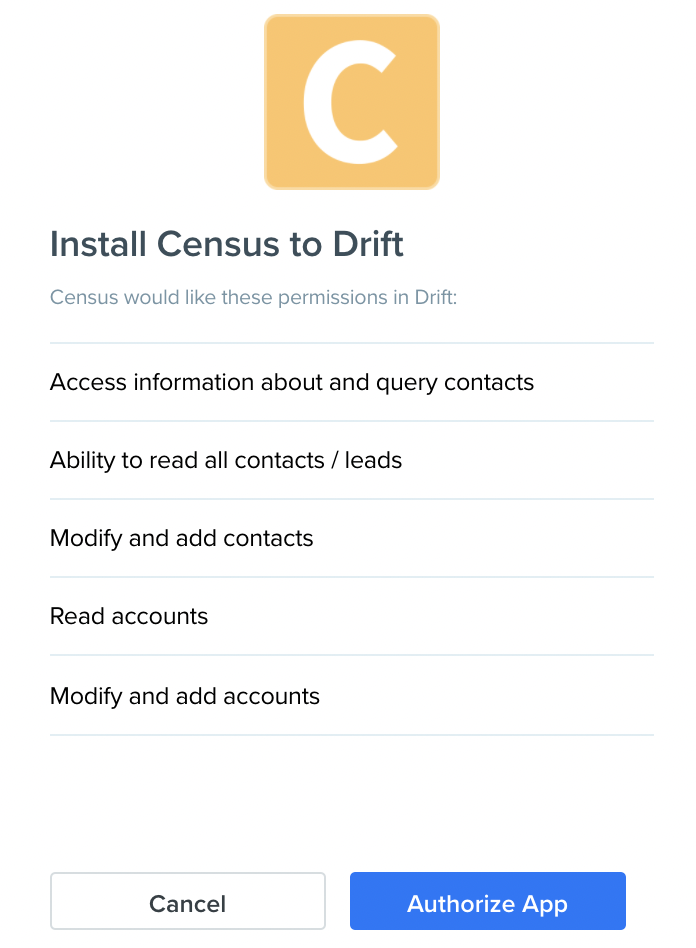 C
Install Census to Drift
Census would like these permissions in Drift:
Access information about and query contacts
Ability to read all contacts / leads
Modify and add contacts
Read accounts
Modify and add accounts
Cancel
Authorize App